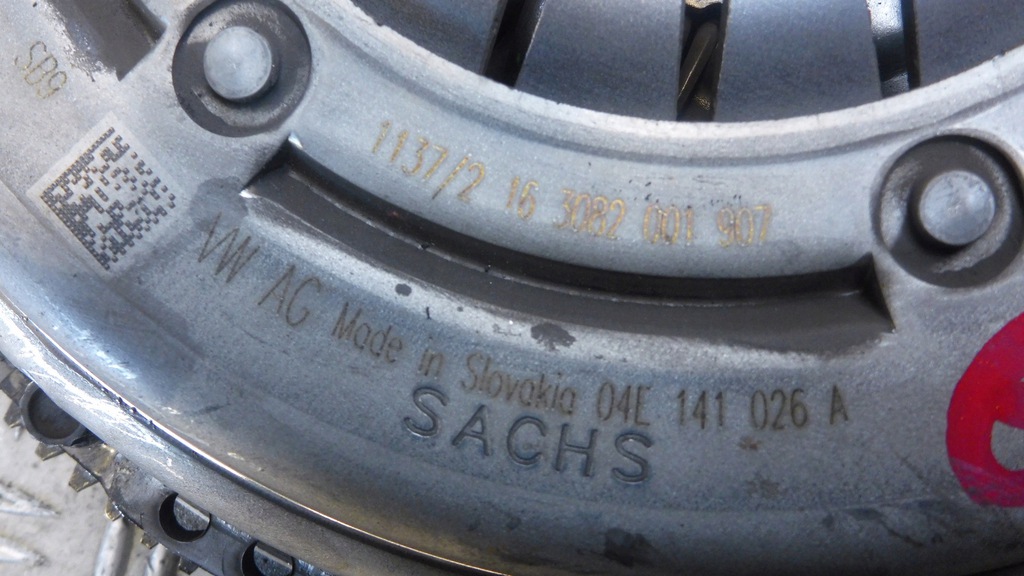 SB9
1137/2 16 3082 001 907
VW AG Made in Slovakia 04E 141 026 A
SACHS